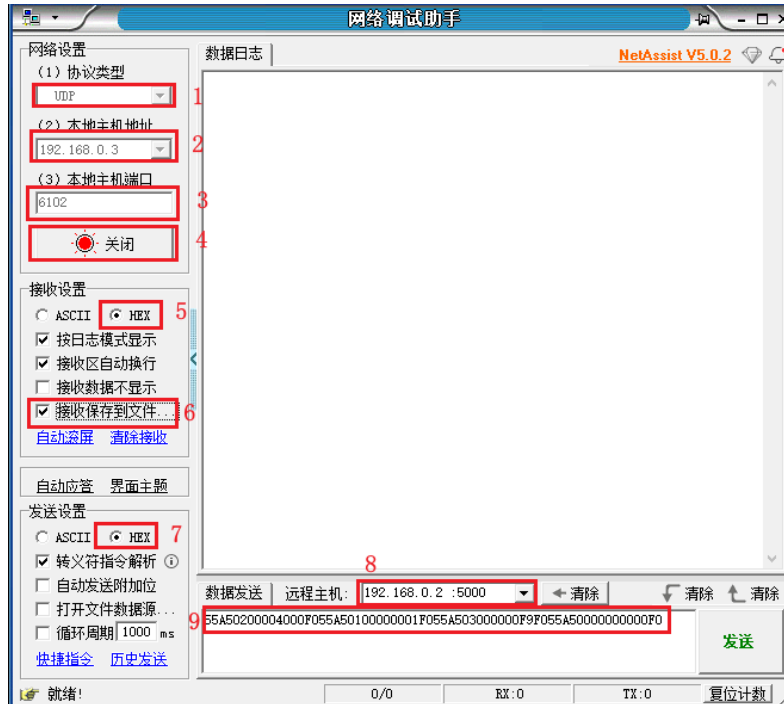 网络调试助手
网络设置
(1) 协议类型
UDP
1
(2) 本地主机地址
192.168.0.3
2
(3) 本地主机端口
6102
3
关闭
4
接收设置
ASCII HEX
5
按日志模式显示
接收区自动换行
接收数据不显示
接收保存到文件...
6
自动滚屏 清除接收
自动应答 界面主题
发送设置
ASCII HEX
7
转义符指令解析
自动发送附加位
打开文件数据源...
循环周期 1000 ms
快捷指令 历史发送
数据日志
NetAssist V5.0.2
8
数据发送 远程主机: 192.168.0.2 :5000 清除 清除 清除
9
55A50200004000F055A50100000001F055A503000000F9F055A50000000000F0
发送
就绪! 0/0 RX:0 TX:0 复位计数